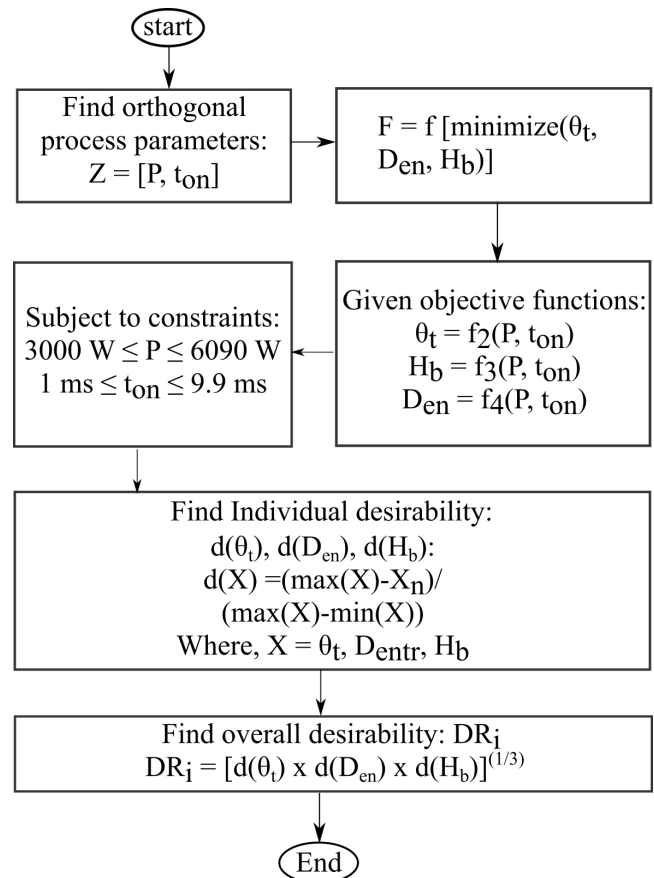 start
Find orthogonal
process parameters:
Z = [P, ton]
F = f [minimize(θt,
Den, Hb)]
Given objective functions:
θt = f2(P, ton)
Hb = f3(P, ton)
Den = f4(P, ton)
Subject to constraints:
3000 W ≤ P ≤ 6090 W
1 ms ≤ ton ≤ 9.9 ms
Find Individual desirability:
d(θt), d(Den), d(Hb):
d(X) =(max(X)-Xn)/
(max(X)-min(X))
Where, X = θt, Dentr, Hb
Find overall desirability: DRi
DRi = [d(θt) x d(Den) x d(Hb)](1/3)
End